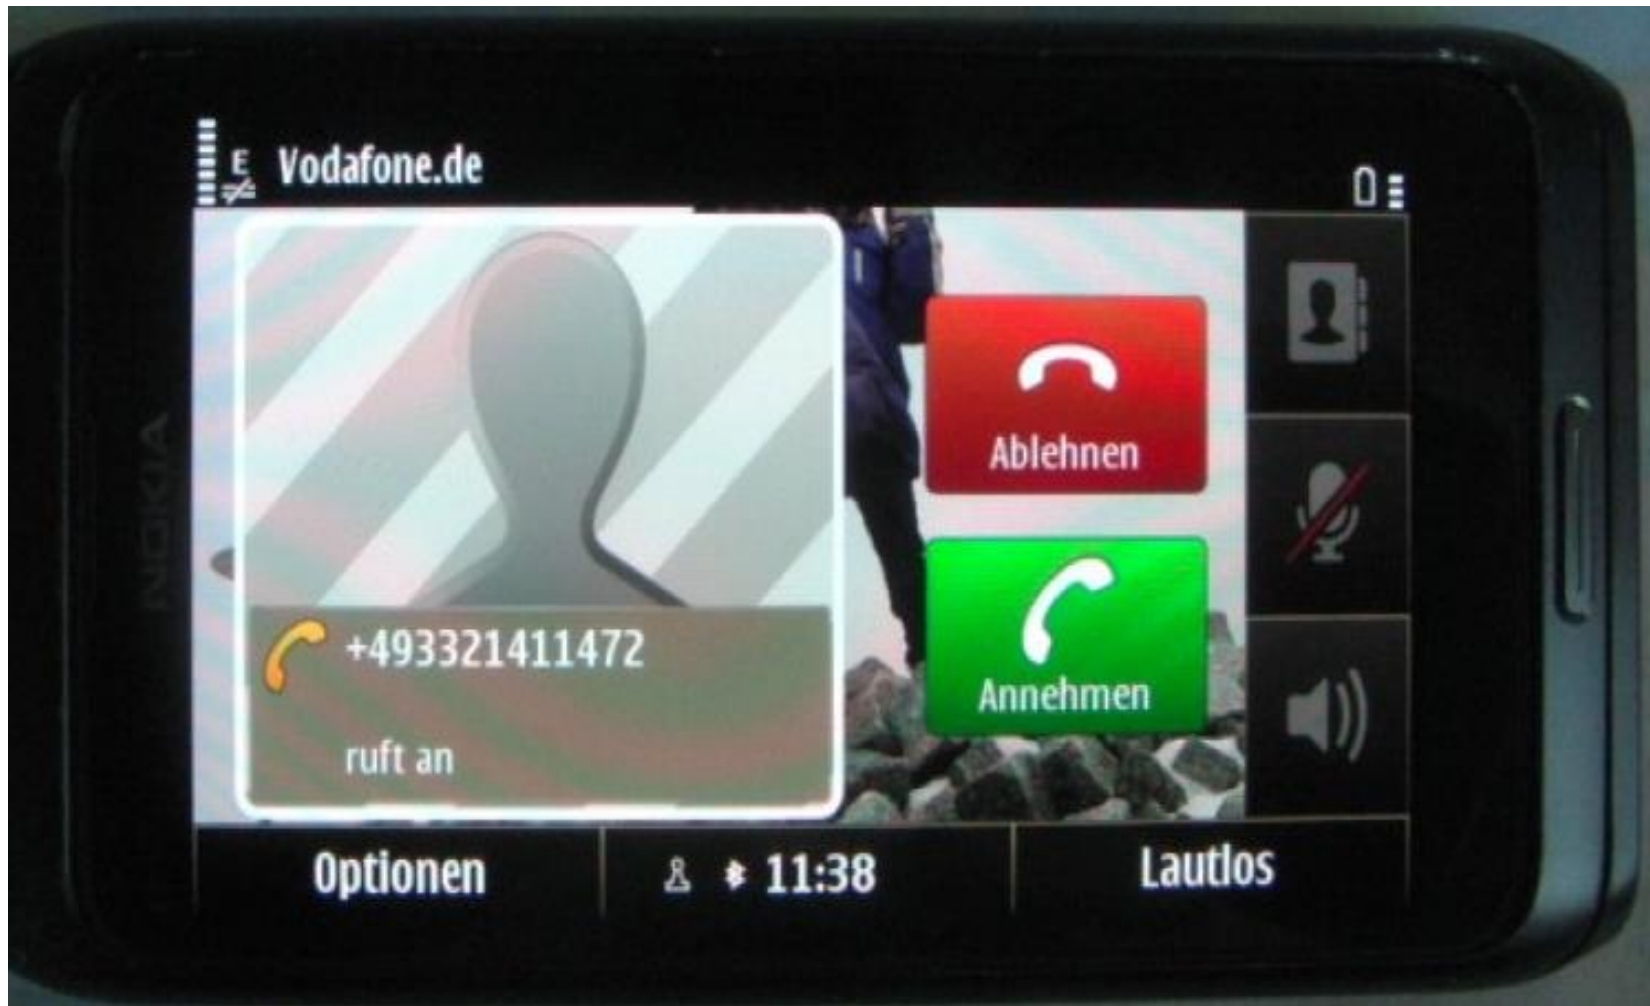 E
Vodafone.de
NOKIA
Ablehnen
+493321411472
Annehmen
ruft an
Optionen
11:38
Lautlos